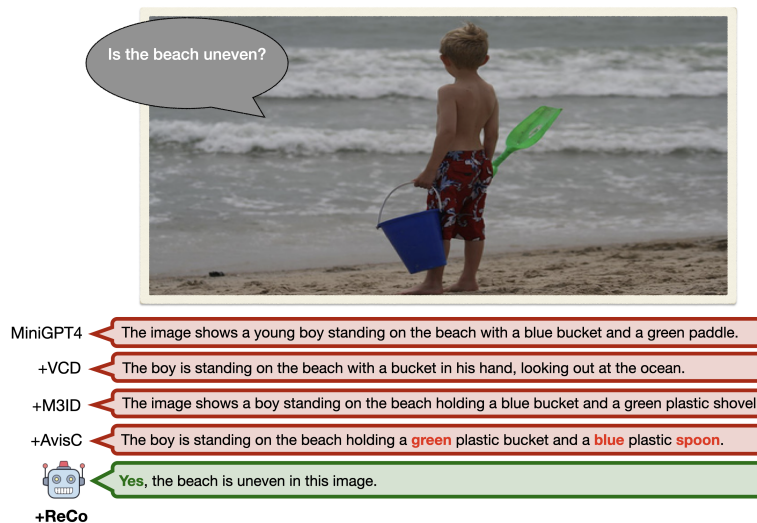 Is the beach uneven?
MiniGPT4 The image shows a young boy standing on the beach with a blue bucket and a green paddle.
+VCD The boy is standing on the beach with a bucket in his hand, looking out at the ocean.
+M3ID The image shows a boy standing on the beach holding a blue bucket and a green plastic shovel
+AvisC The boy is standing on the beach holding a green plastic bucket and a blue plastic spoon.
Yes, the beach is uneven in this image.
+ReCo